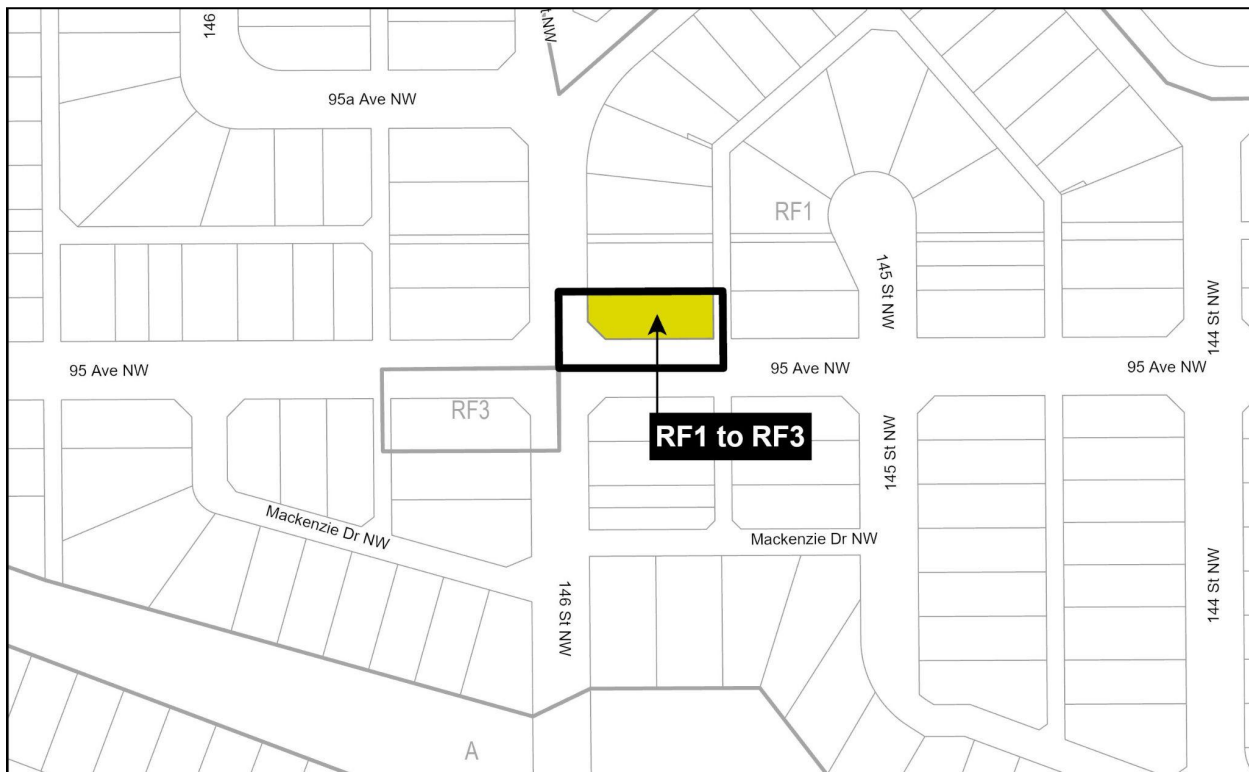 146
St NW
95a Ave NW
RF1
145 St NW
144 St NW
95 Ave NW
95 Ave NW
95 Ave NW
RF3
RF1 to RF3
145 St NW
Mackenzie Dr NW
Mackenzie Dr NW
146 St NW
144 St NW
A